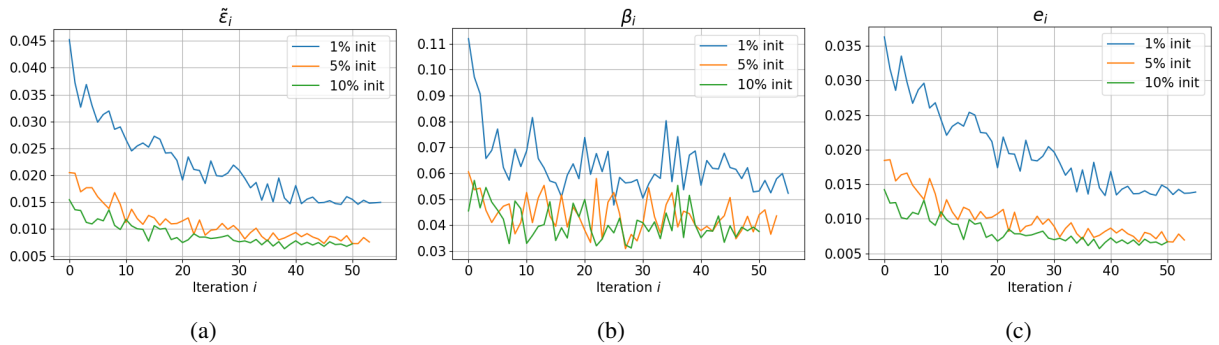 ε̃ᵢ
0.045
0.040
0.035
0.030
0.025
0.020
0.015
0.010
0.005
0 10 20 30 40 50
Iteration i
1% init
5% init
10% init
(a)
βᵢ
0.11
0.10
0.09
0.08
0.07
0.06
0.05
0.04
0.03
0 10 20 30 40 50
Iteration i
1% init
5% init
10% init
(b)
eᵢ
0.035
0.030
0.025
0.020
0.015
0.010
0.005
0 10 20 30 40 50
Iteration i
1% init
5% init
10% init
(c)